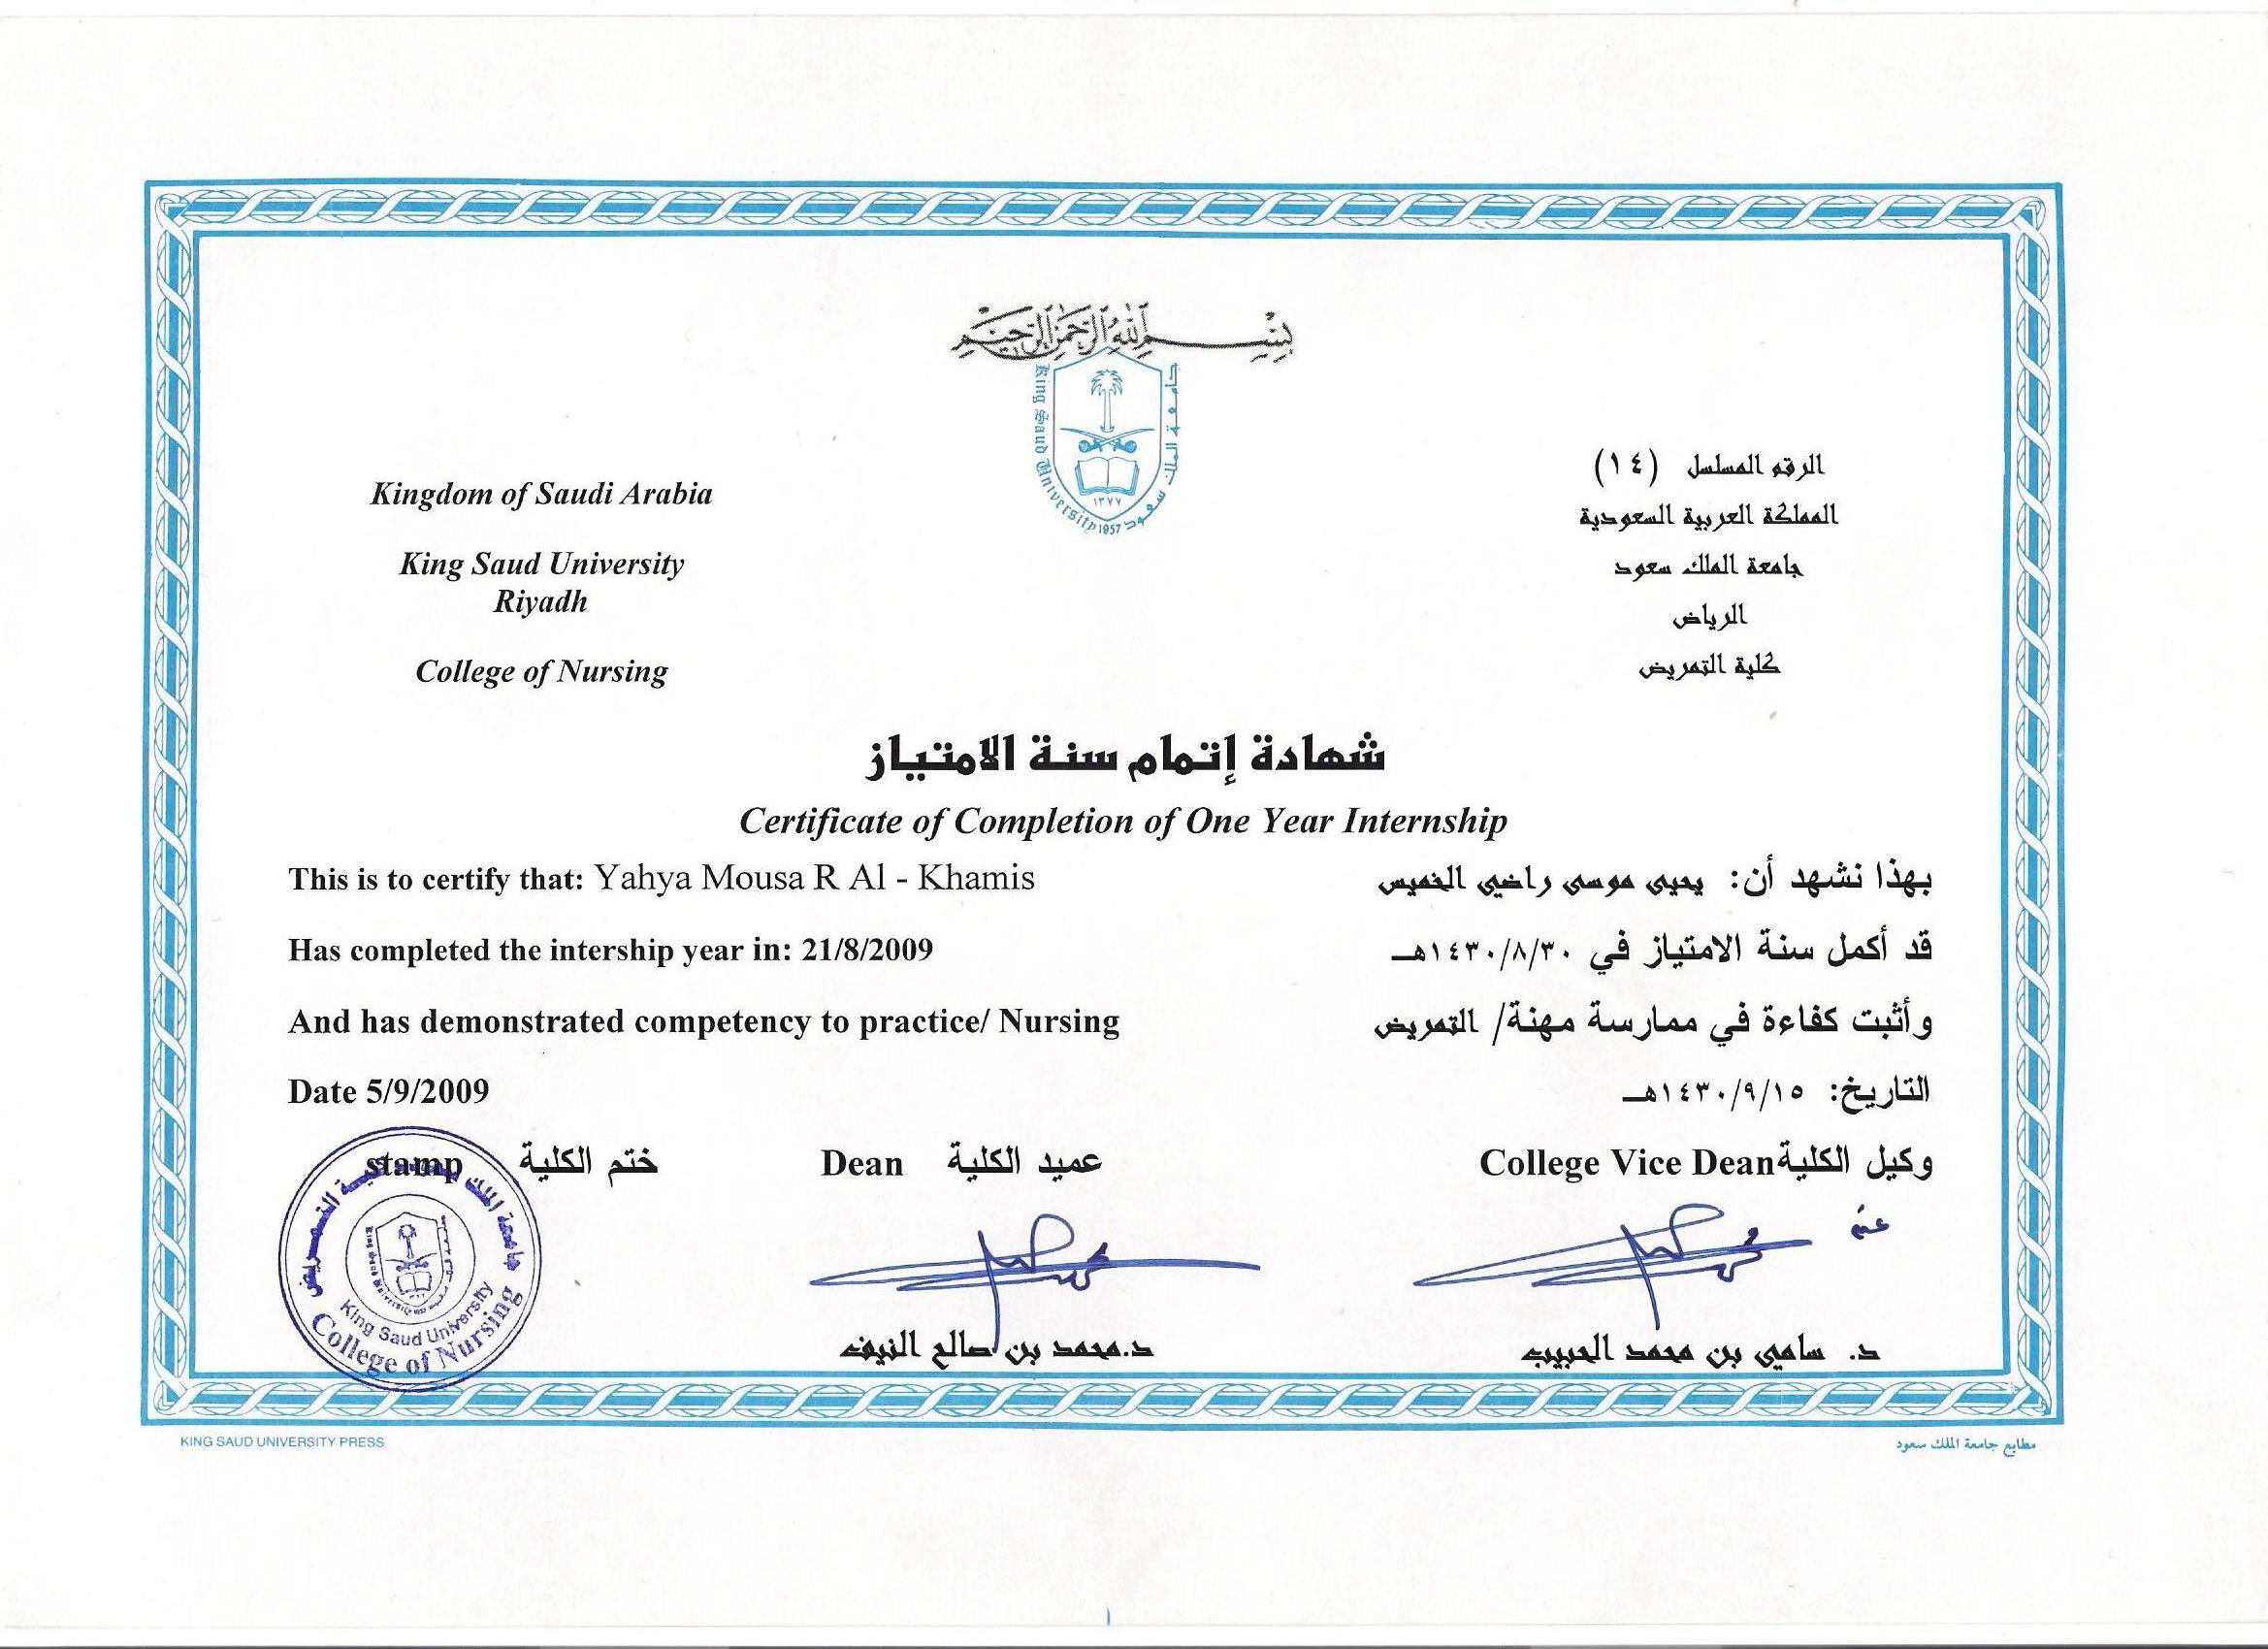 بسم الله الرحمن الرحيم
King Saud University 1957
جامعة الملك سعود
١٣٧٧
Kingdom of Saudi Arabia
King Saud University
Riyadh
College of Nursing
الرقم المسلسل (١٤)
المملكة العربية السعودية
جامعة الملك سعود
الرياض
كلية التمريض
شهادة إتمام سنة الامتياز
Certificate of Completion of One Year Internship
This is to certify that: Yahya Mousa R Al - Khamis
بهذا نشهد أن: يحيى موسى راضي الخميس
Has completed the intership year in: 21/8/2009
قد أكمل سنة الامتياز في ١٤٣٠/٨/٣٠هـ
And has demonstrated competency to practice/ Nursing
وأثبت كفاءة في ممارسة مهنة/ التمريض
Date 5/9/2009
التاريخ: ١٤٣٠/٩/١٥هـ
stamp ختم الكلية
Dean عميد الكلية
College Vice Dean وكيل الكلية
جامعة الملك سعود كلية التمريض
King Saud University
College of Nursing
عنه
د.محمد بن صالح النيفه
د. سامي بن محمد الحبيب
KING SAUD UNIVERSITY PRESS
مطابع جامعة الملك سعود